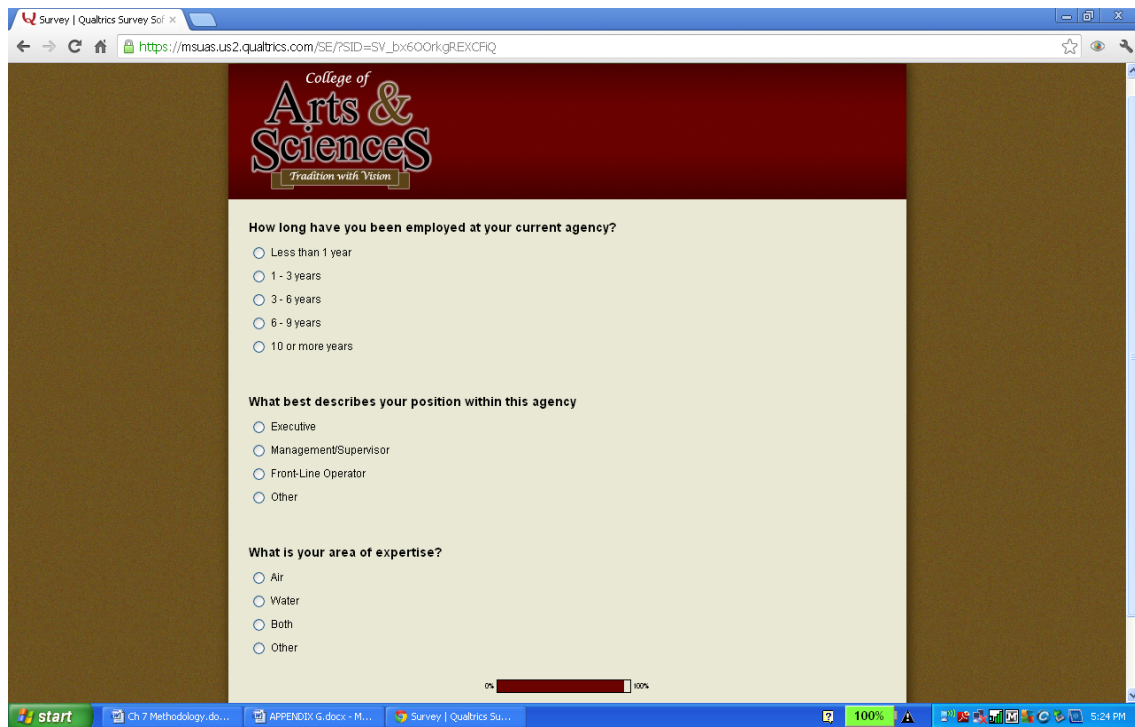 Survey | Qualtrics Survey Sof
https://msuas.us2.qualtrics.com/SE/?SID=SV_bx6OOrkgREXCFiQ
College of
Arts &
Sciences
Tradition with Vision
How long have you been employed at your current agency?
Less than 1 year
1 - 3 years
3 - 6 years
6 - 9 years
10 or more years
What best describes your position within this agency
Executive
Management/Supervisor
Front-Line Operator
Other
What is your area of expertise?
Air
Water
Both
Other
0% 100%
start Ch 7 Methodology.do... APPENDIX G.docx - M... Survey | Qualtrics Su... 100% 5:24 PM